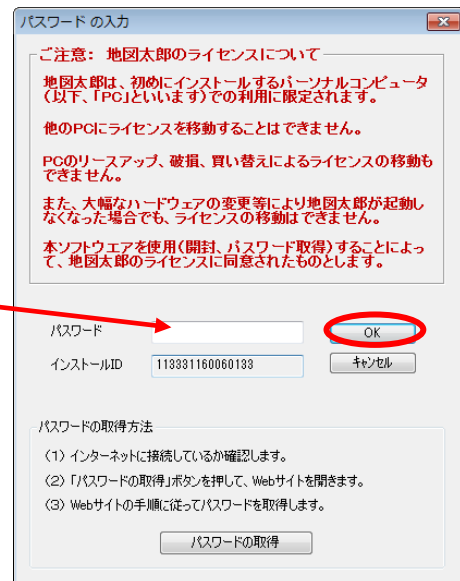 パスワード の入力
ご注意: 地図太郎のライセンスについて
地図太郎は、初めにインストールするパーソナルコンピュータ
(以下、「PC」といいます)での利用に限定されます。
他のPCにライセンスを移動することはできません。
PCのリースアップ、破損、買い替えによるライセンスの移動も
できません。
また、大幅なハードウェアの変更等により地図太郎が起動し
なくなった場合でも、ライセンスの移動はできません。
本ソフトウエアを使用(開封、パスワード取得)することによっ
て、地図太郎のライセンスに同意されたものとします。
パスワード
OK
インストールID 113331160060133
キャンセル
パスワードの取得方法
(1) インターネットに接続しているか確認します。
(2)「パスワードの取得」ボタンを押して、Webサイトを開きます。
(3) Webサイトの手順に従ってパスワードを取得します。
パスワードの取得